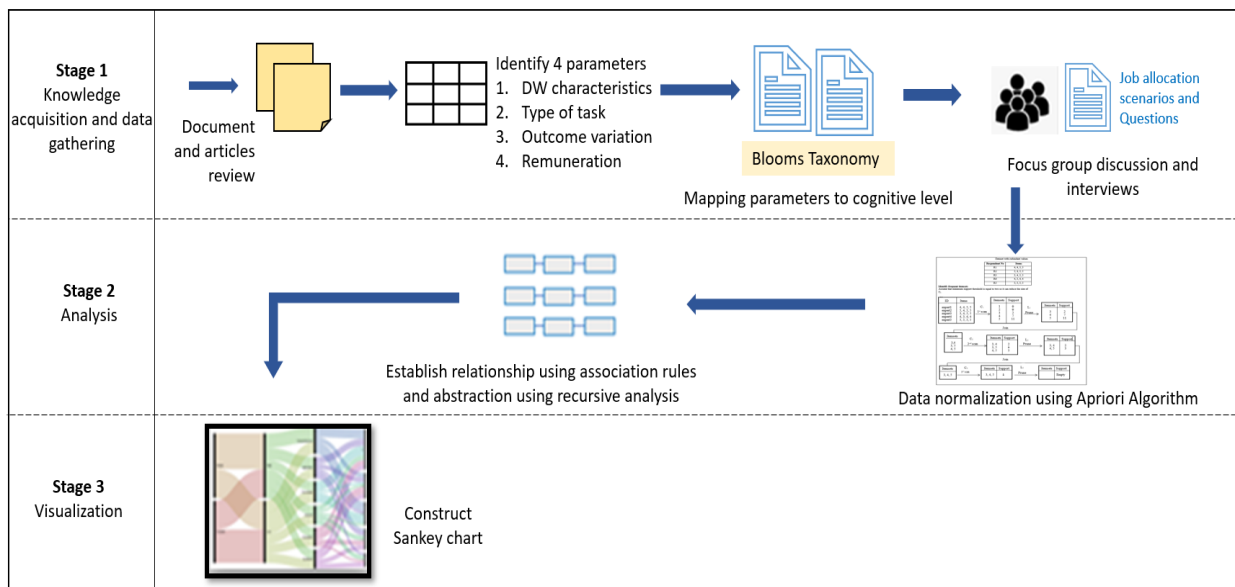 Stage 1
Knowledge
acquisition and data
gathering
Document
and articles
review
Identify 4 parameters
1. DW characteristics
2. Type of task
3. Outcome variation
4. Remuneration
Blooms Taxonomy
Mapping parameters to cognitive level
Job allocation
scenarios and
Questions
Focus group discussion and
interviews
Stage 2
Analysis
Establish relationship using association rules
and abstraction using recursive analysis
Data normalization using Apriori Algorithm
Stage 3
Visualization
Construct
Sankey chart